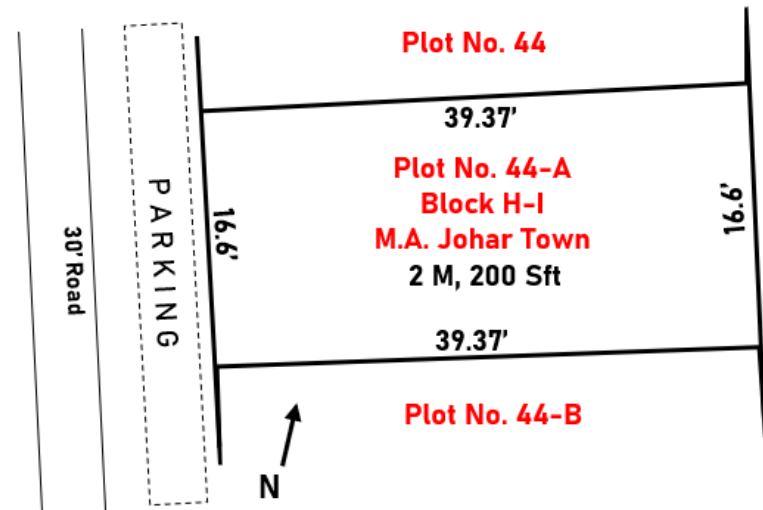 Plot No. 44
39.37'
Plot No. 44-A
Block H-I
M.A. Johar Town
2 M, 200 Sft
16.6'
16.6'
30' Road
PARKING
39.37'
Plot No. 44-B
N